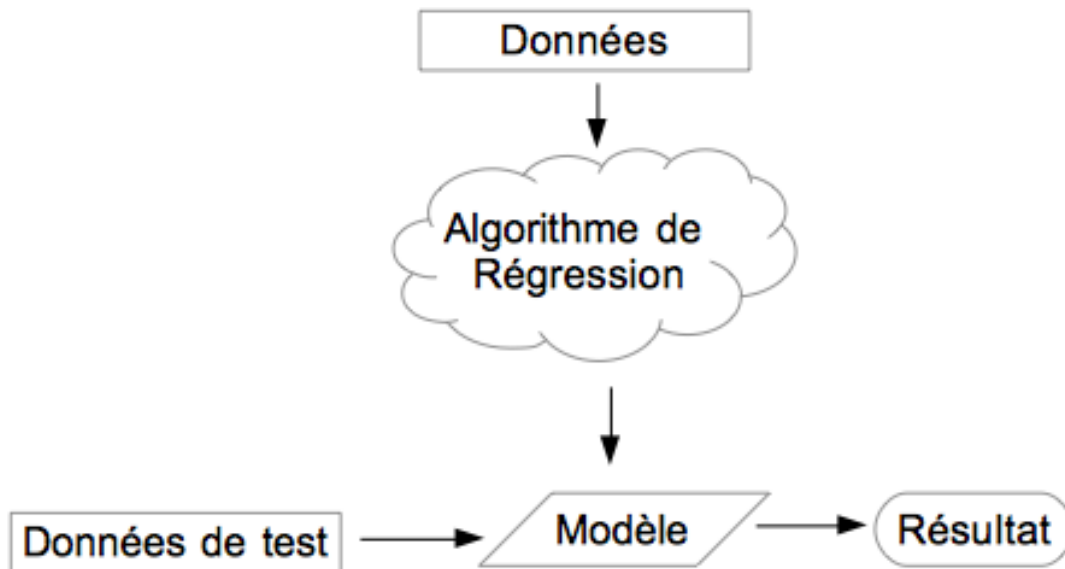 Données
Algorithme de
Régression
Données de test
Modèle
Résultat